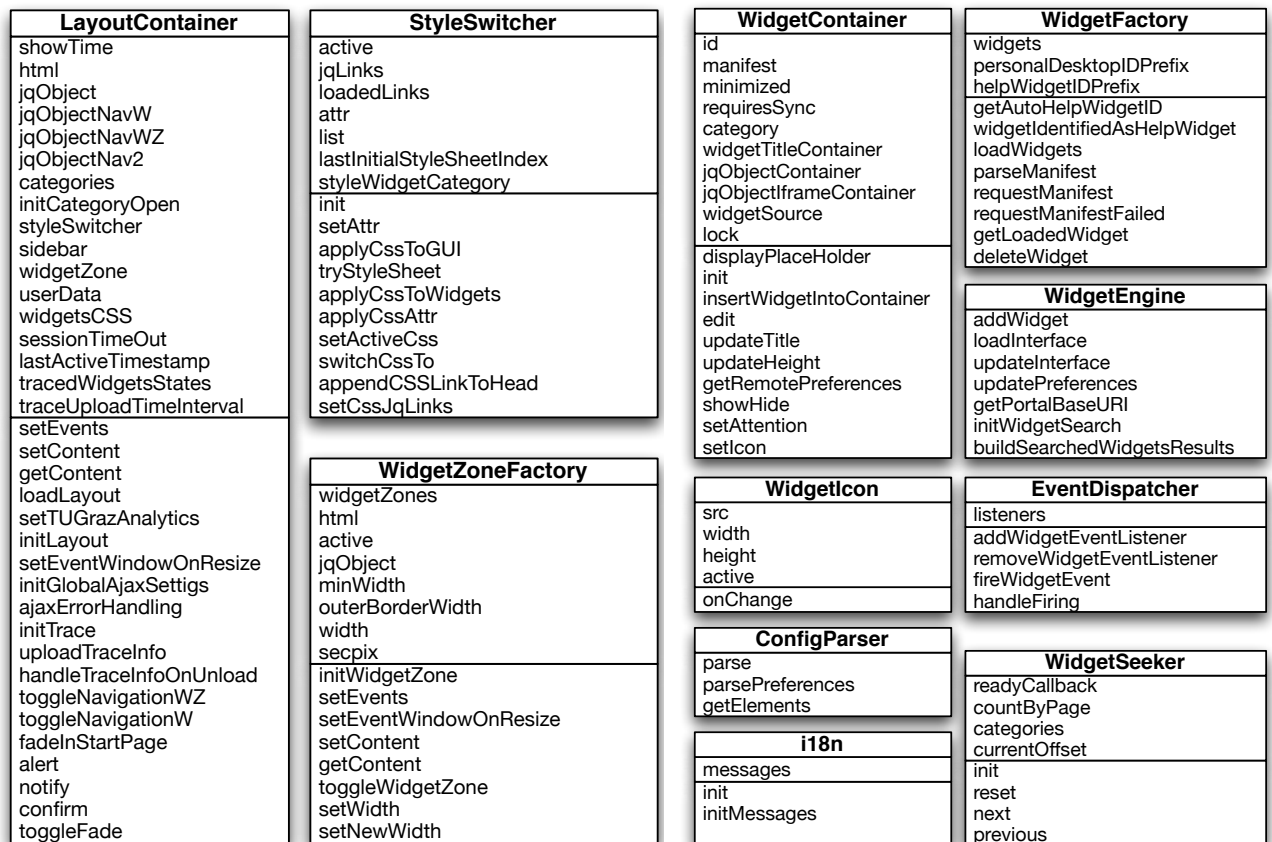 LayoutContainer
showTime
html
jqObject
jqObjectNavW
jqObjectNavWZ
jqObjectNav2
categories
initCategoryOpen
styleSwitcher
sidebar
widgetZone
userData
widgetsCSS
sessionTimeOut
lastActiveTimestamp
tracedWidgetsStates
traceUploadTimeInterval
setEvents
setContent
getContent
loadLayout
setTUGrazAnalytics
initLayout
setEventWindowOnResize
initGlobalAjaxSettigs
ajaxErrorHandling
initTrace
uploadTraceInfo
handleTraceInfoOnUnload
toggleNavigationWZ
toggleNavigationW
fadeInStartPage
alert
notify
confirm
toggleFade
StyleSwitcher
active
jqLinks
loadedLinks
attr
list
lastInitialStyleSheetIndex
styleWidgetCategory
init
setAttr
applyCssToGUI
tryStyleSheet
applyCssToWidgets
applyCssAttr
setActiveCss
switchCssTo
appendCSSLinkToHead
setCssJqLinks
WidgetZoneFactory
widgetZones
html
active
jqObject
minWidth
outerBorderWidth
width
secpix
initWidgetZone
setEvents
setEventWindowOnResize
setContent
getContent
toggleWidgetZone
setWidth
setNewWidth
WidgetContainer
id
manifest
minimized
requiresSync
category
widgetTitleContainer
jqObjectContainer
jqObjectIframeContainer
widgetSource
lock
displayPlaceHolder
init
insertWidgetIntoContainer
edit
updateTitle
updateHeight
getRemotePreferences
showHide
setAttention
setIcon
WidgetIcon
src
width
height
active
onChange
ConfigParser
parse
parsePreferences
getElements
i18n
messages
init
initMessages
WidgetFactory
widgets
personalDesktopIDPrefix
helpWidgetIDPrefix
getAutoHelpWidgetID
widgetIdentifiedAsHelpWidget
loadWidgets
parseManifest
requestManifest
requestManifestFailed
getLoadedWidget
deleteWidget
WidgetEngine
addWidget
loadInterface
updateInterface
updatePreferences
getPortalBaseURI
initWidgetSearch
buildSearchedWidgetsResults
EventDispatcher
listeners
addWidgetEventListener
removeWidgetEventListener
fireWidgetEvent
handleFiring
WidgetSeeker
readyCallback
countByPage
categories
currentOffset
init
reset
next
previous